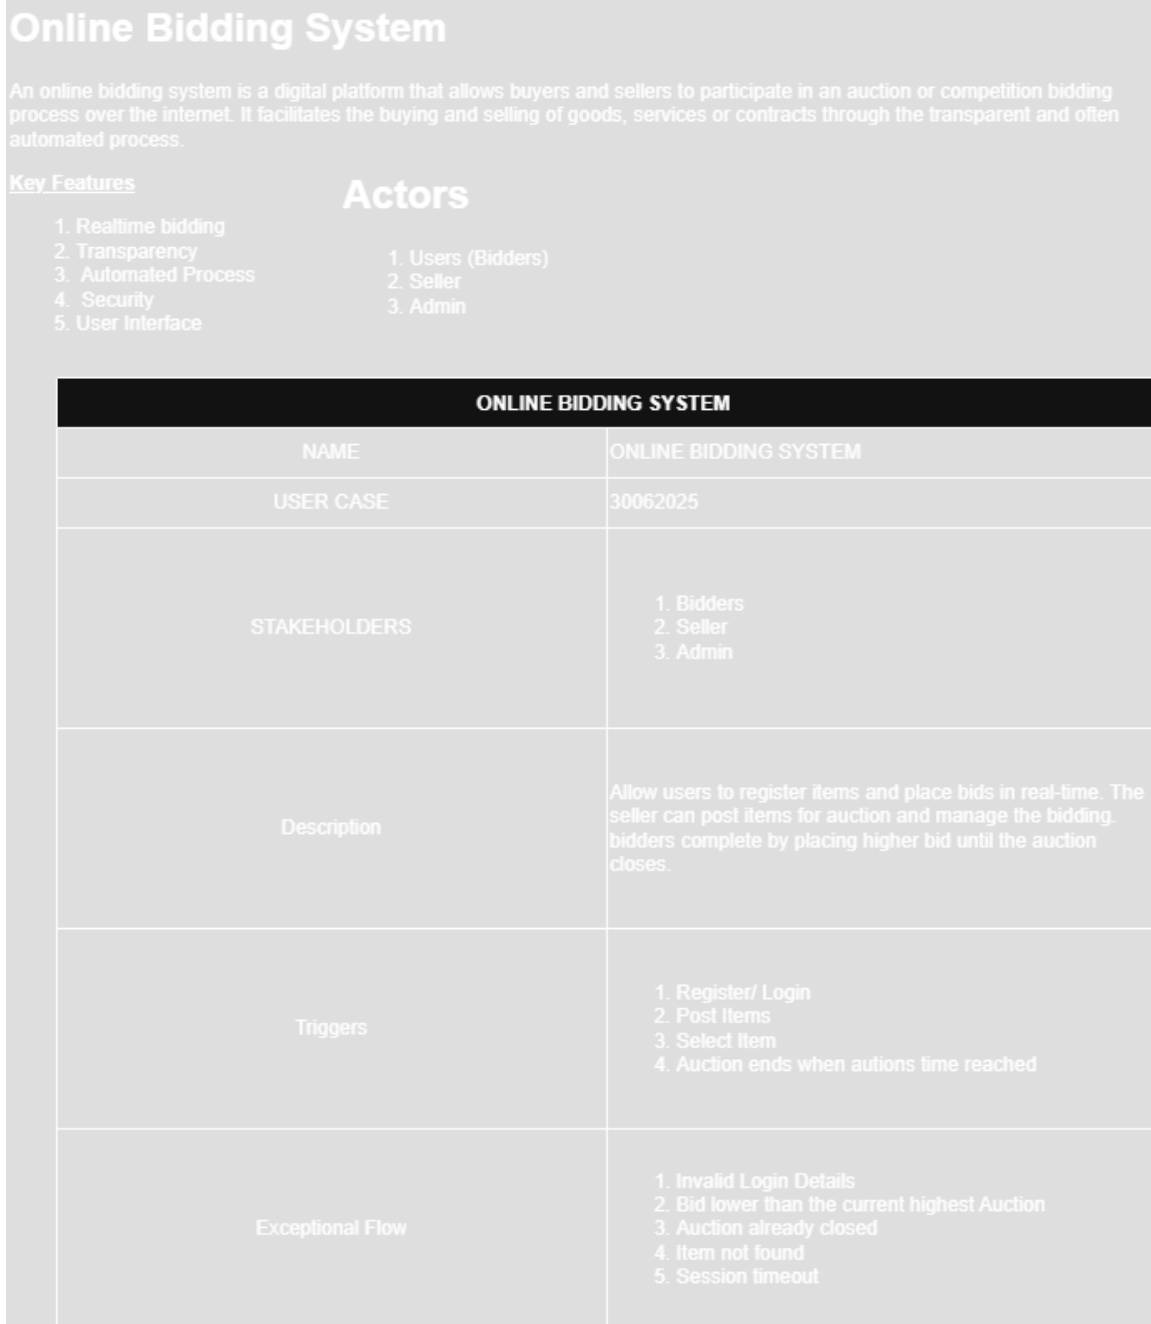 Online Bidding System
An online bidding system is a digital platform that allows buyers and sellers to participate in an auction or competition bidding
process over the internet. It facilitates the buying and selling of goods, services or contracts through the transparent and often
automated process.
Key Features
1. Realtime bidding
2. Transparency
3. Automated Process
4. Security
5. User Interface
Actors
1. Users (Bidders)
2. Seller
3. Admin
ONLINE BIDDING SYSTEM
NAME
ONLINE BIDDING SYSTEM
USER CASE
30062025
STAKEHOLDERS
1. Bidders
2. Seller
3. Admin
Description
Allow users to register items and place bids in real-time. The
seller can post items for auction and manage the bidding.
bidders complete by placing higher bid until the auction
closes.
Triggers
1. Register/ Login
2. Post Items
3. Select Item
4. Auction ends when autions time reached
Exceptional Flow
1. Invalid Login Details
2. Bid lower than the current highest Auction
3. Auction already closed
4. Item not found
5. Session timeout